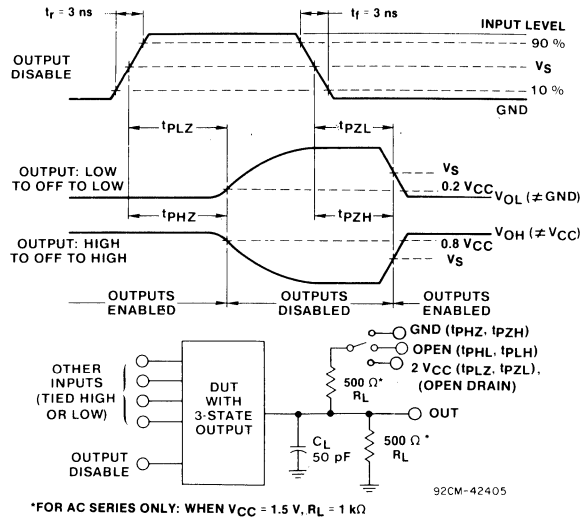 tr = 3 ns
tf = 3 ns
INPUT LEVEL
90 %
OUTPUT
DISABLE
VS
10 %
GND
tPLZ
tPZL
OUTPUT: LOW
TO OFF TO LOW
VS
0.2 VCC
VOL (≠ GND)
tPHZ
tPZH
OUTPUT: HIGH
TO OFF TO HIGH
VOH (≠ VCC)
0.8 VCC
VS
OUTPUTS
ENABLED
OUTPUTS
DISABLED
OUTPUTS
ENABLED
GND (tPHZ, tPZH)
OPEN (tPHL, tPLH)
2 VCC (tPLZ, tPZL),
(OPEN DRAIN)
OTHER
INPUTS
(TIED HIGH
OR LOW)
DUT
WITH
3-STATE
OUTPUT
500 Ω*
RL
OUT
OUTPUT
DISABLE
CL
50 pF
500 Ω*
RL
92CM-42405
*FOR AC SERIES ONLY: WHEN VCC = 1.5 V, RL = 1 kΩ